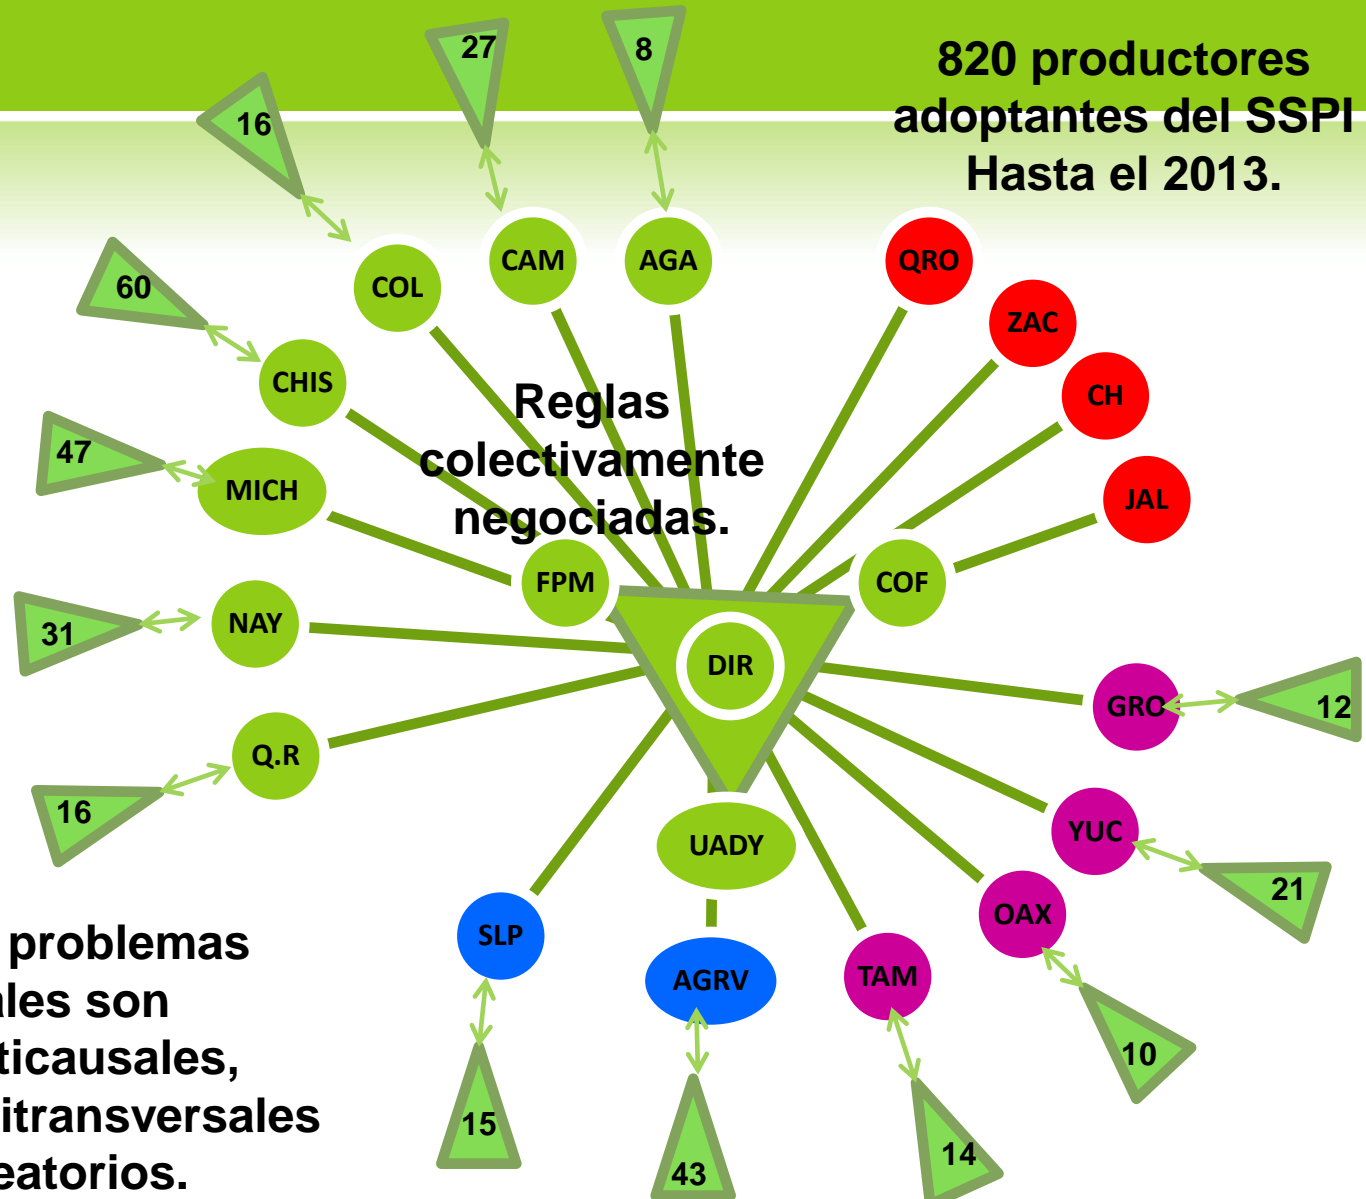 27
8
820 productores
adoptantes del SSPI
Hasta el 2013.
16
CAM
AGA
QRO
COL
60
ZAC
CHIS
CH
Reglas
colectivamente
negociadas.
47
MICH
JAL
FPM
COF
31
NAY
DIR
GRO
12
Q.R
16
YUC
UADY
21
OAX
SLP
problemas
ales son
ticausales,
itransversales
eatorios.
AGRV
TAM
10
15
43
14